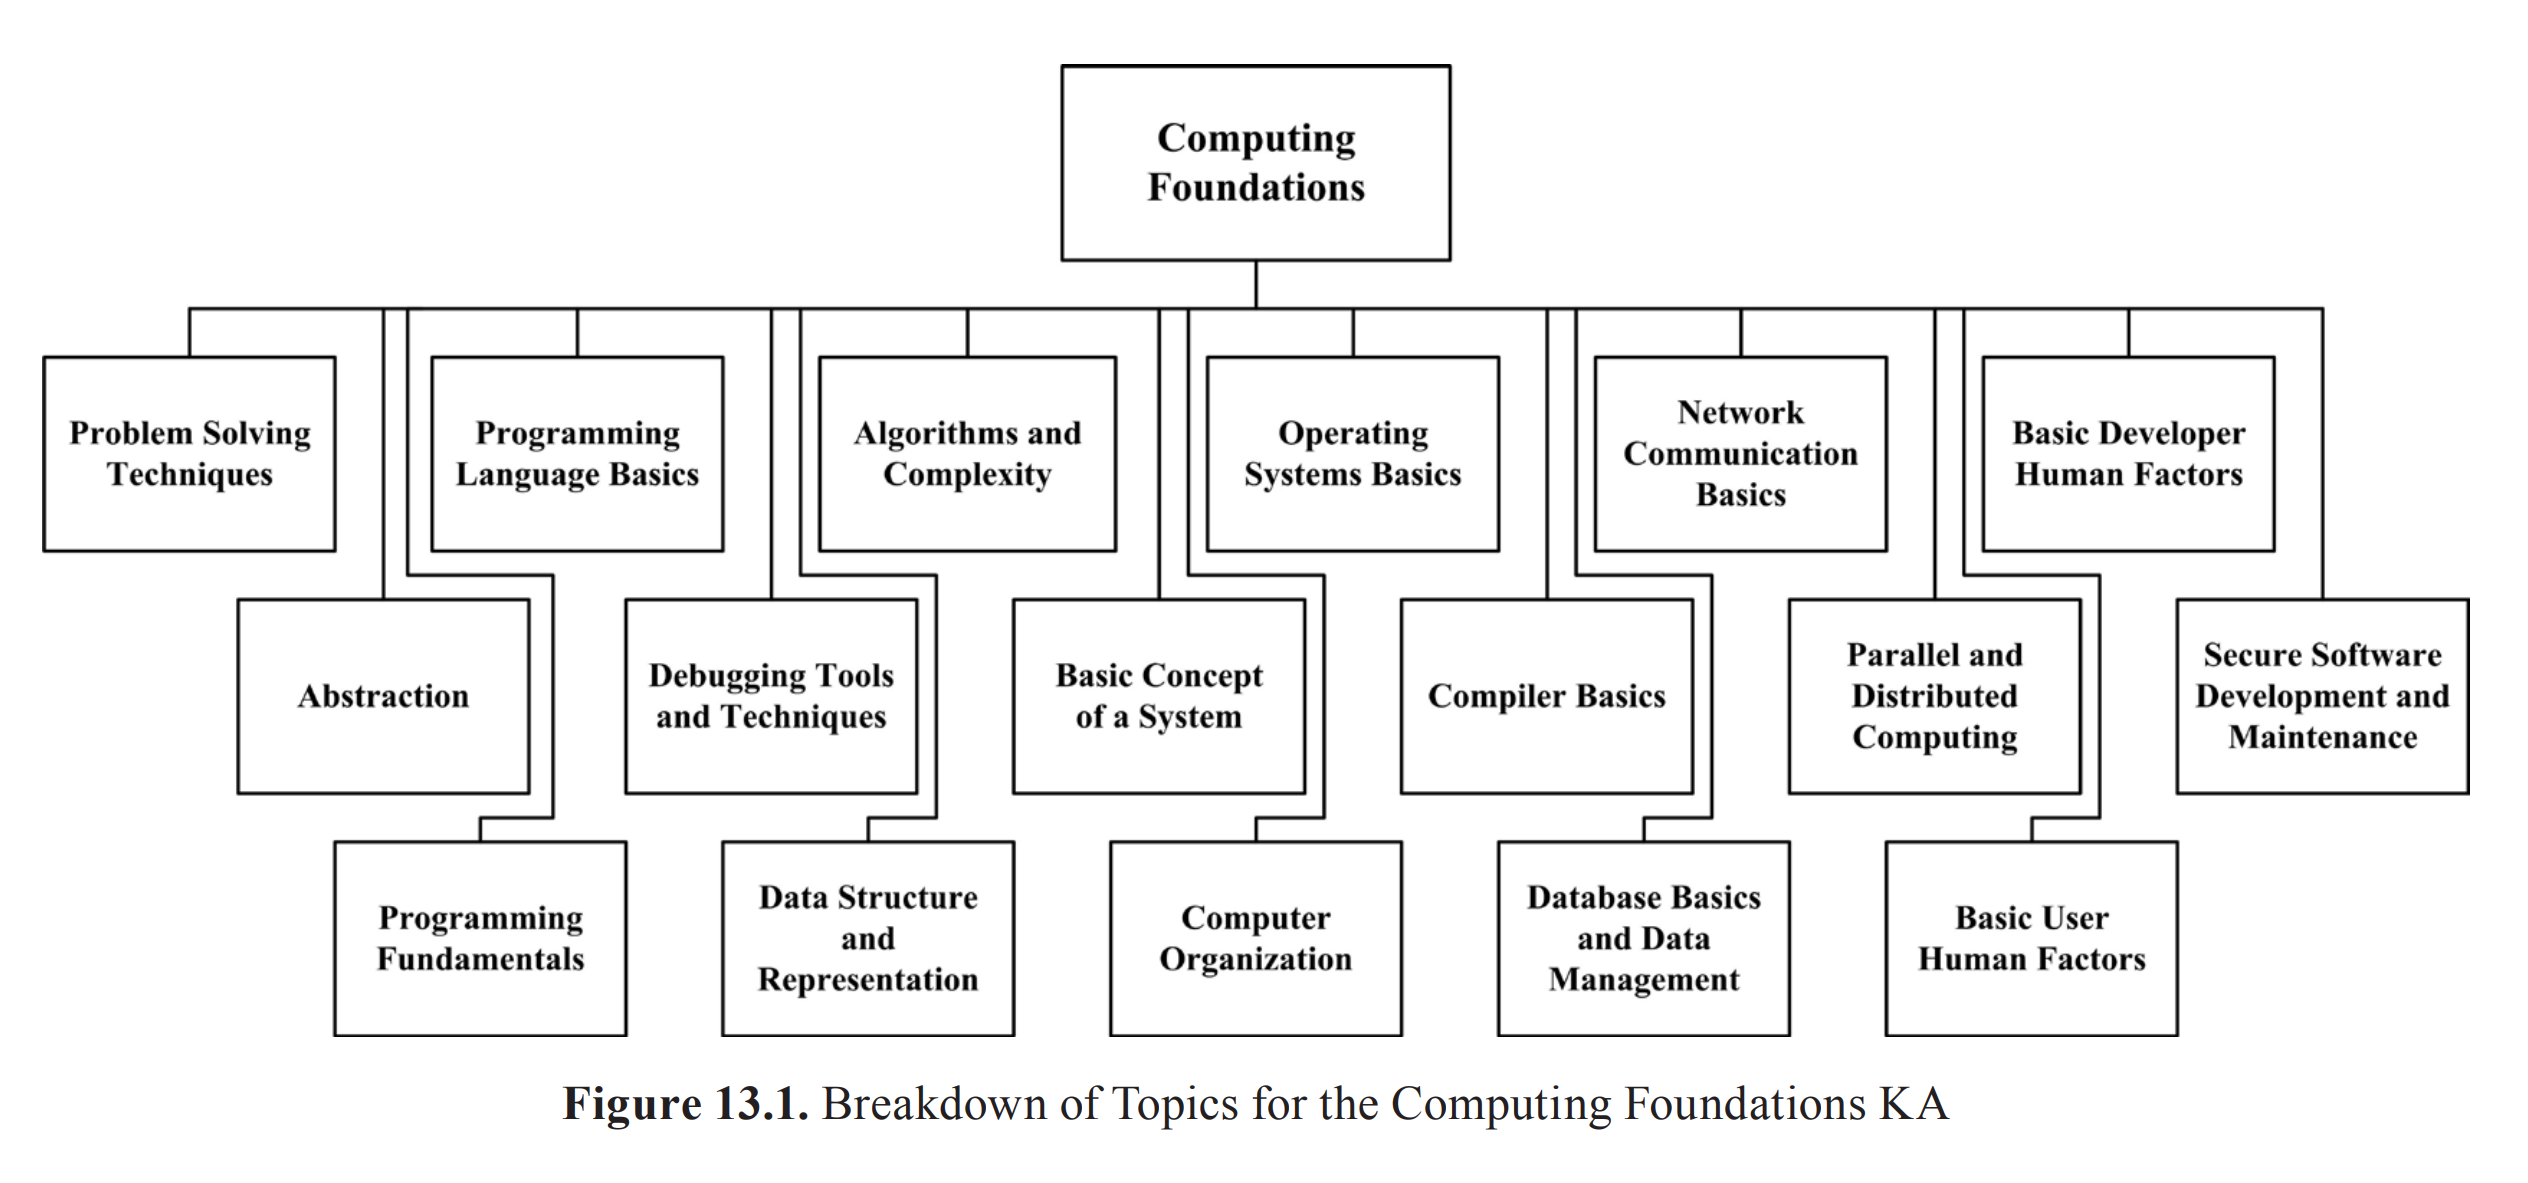 Computing
Foundations
Problem Solving
Techniques
Programming
Language Basics
Algorithms and
Complexity
Operating
Systems Basics
Network
Communication
Basics
Basic Developer
Human Factors
Abstraction
Debugging Tools
and Techniques
Basic Concept
of a System
Compiler Basics
Parallel and
Distributed
Computing
Secure Software
Development and
Maintenance
Programming
Fundamentals
Data Structure
and
Representation
Computer
Organization
Database Basics
and Data
Management
Basic User
Human Factors
Figure 13.1. Breakdown of Topics for the Computing Foundations KA